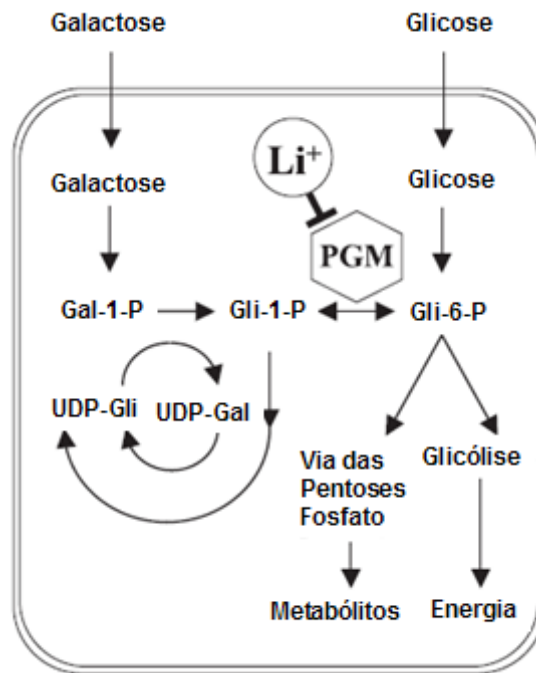 Galactose Glicose
Galactose
Li⁺
Glicose
PGM
Gal-1-P Gli-1-P Gli-6-P
UDP-Gli UDP-Gal
Via das
Pentoses
Fosfato
Glicólise
Metabólitos Energia